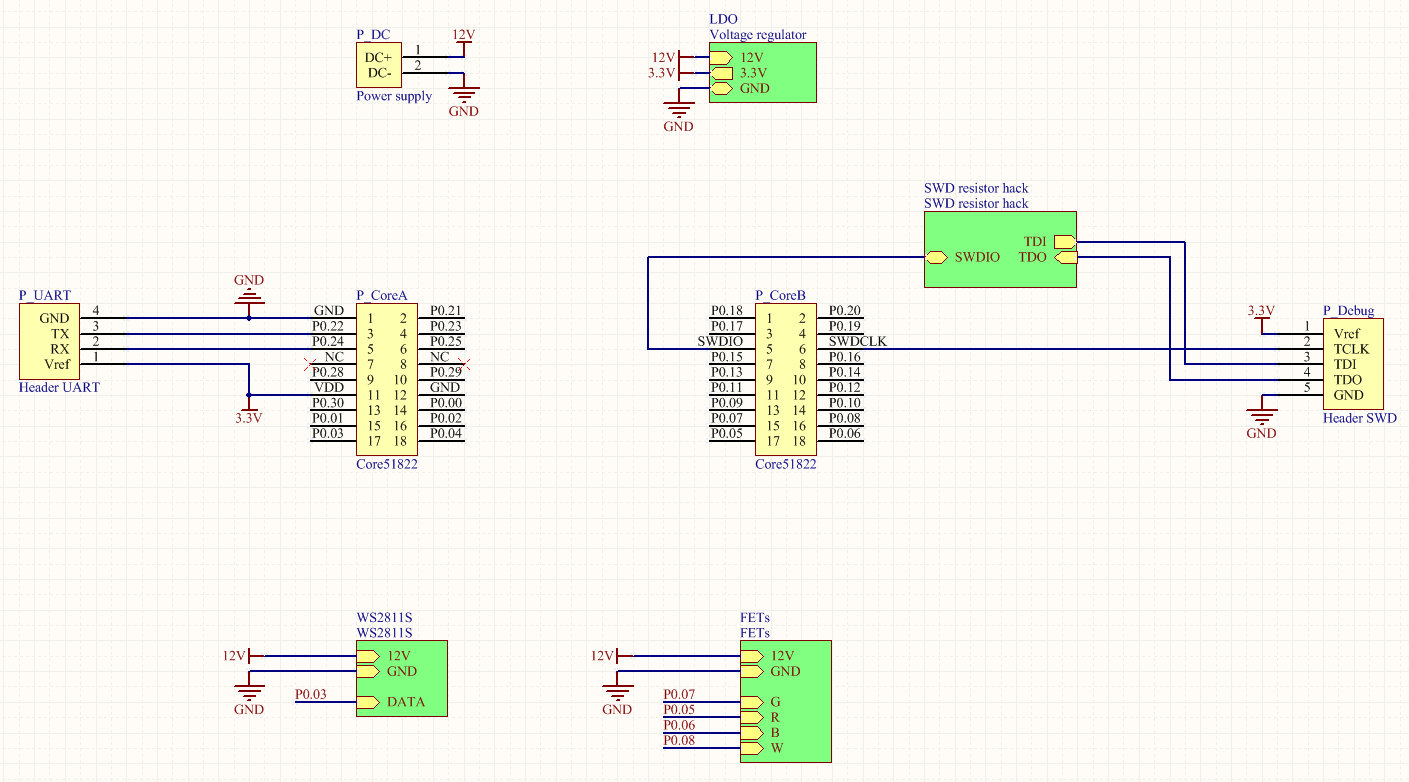 P_DC
DC+ 1 12V
DC- 2
Power supply
GND
LDO
Voltage regulator
12V 12V
3.3V 3.3V
GND
GND
SWD resistor hack
SWD resistor hack
TDI
SWDIO TDO
P_UART
GND 4
TX 3
RX 2
Vref 1
Header UART
GND
3.3V
P_CoreA
GND 1 2 P0.21
P0.22 3 4 P0.23
P0.24 5 6 P0.25
NC 7 8 NC
P0.28 9 10 P0.29
VDD 11 12 GND
P0.30 13 14 P0.00
P0.01 15 16 P0.02
P0.03 17 18 P0.04
Core51822
P_CoreB
P0.18 1 2 P0.20
P0.17 3 4 P0.19
SWDIO 5 6 SWDCLK
P0.15 7 8 P0.16
P0.13 9 10 P0.14
P0.11 11 12 P0.12
P0.09 13 14 P0.10
P0.07 15 16 P0.08
P0.05 17 18 P0.06
Core51822
3.3V
P_Debug
1 Vref
2 TCLK
3 TDI
4 TDO
5 GND
GND
Header SWD
WS2811S
WS2811S
12V 12V
GND
GND
P0.03 DATA
FETs
FETs
12V 12V
GND
GND
P0.07 G
P0.05 R
P0.06 B
P0.08 W